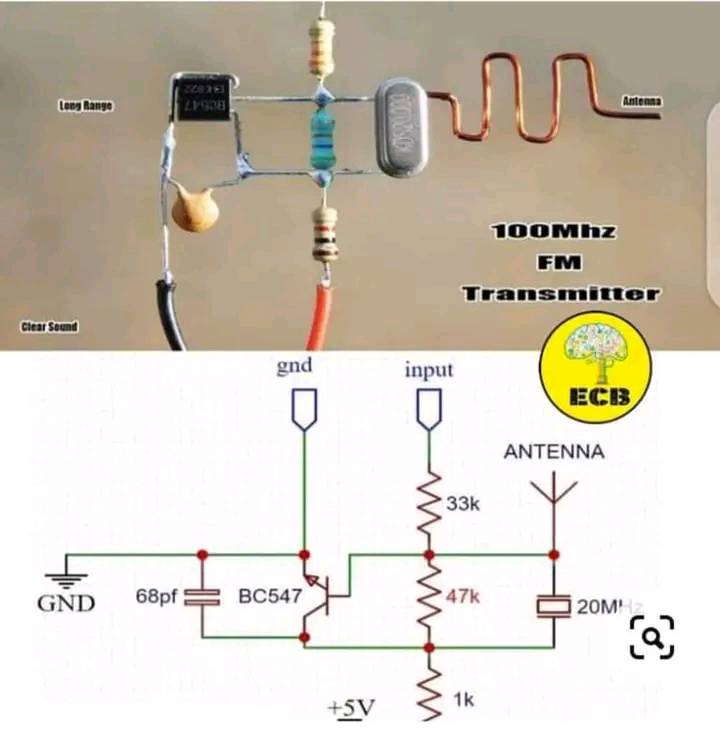 Long Range
BC547
Antenna
100Mhz
FM
Transmitter
Clear Sound
ECB
gnd
input
ANTENNA
33k
GND
68pf
BC547
47k
20MHz
+5V
1k